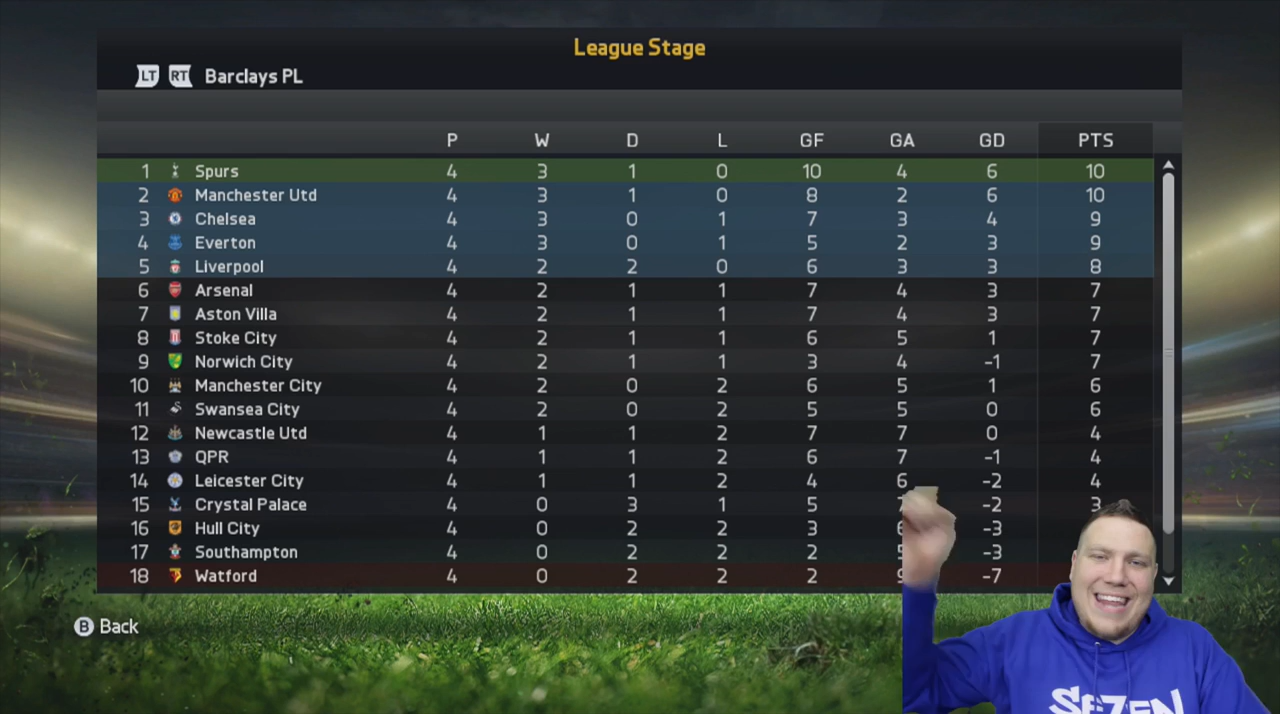 League Stage
LT RT Barclays PL
P W D L GF GA GD PTS
1 Spurs 4 3 1 0 10 4 6 10
2 Manchester Utd 4 3 1 0 8 2 6 10
3 Chelsea 4 3 0 1 7 3 4 9
4 Everton 4 3 0 1 5 2 3 9
5 Liverpool 4 2 2 0 6 3 3 8
6 Arsenal 4 2 1 1 7 4 3 7
7 Aston Villa 4 2 1 1 7 4 3 7
8 Stoke City 4 2 1 1 6 5 1 7
9 Norwich City 4 2 1 1 3 4 -1 7
10 Manchester City 4 2 0 2 6 5 1 6
11 Swansea City 4 2 0 2 5 5 0 6
12 Newcastle Utd 4 1 1 2 7 7 0 4
13 QPR 4 1 1 2 6 7 -1 4
14 Leicester City 4 1 1 2 4 6 -2 4
15 Crystal Palace 4 0 3 1 5 -2 3
16 Hull City 4 0 2 2 3 -3
17 Southampton 4 0 2 2 2 -3
18 Watford 4 0 2 2 2 -7
B Back
SE7EN